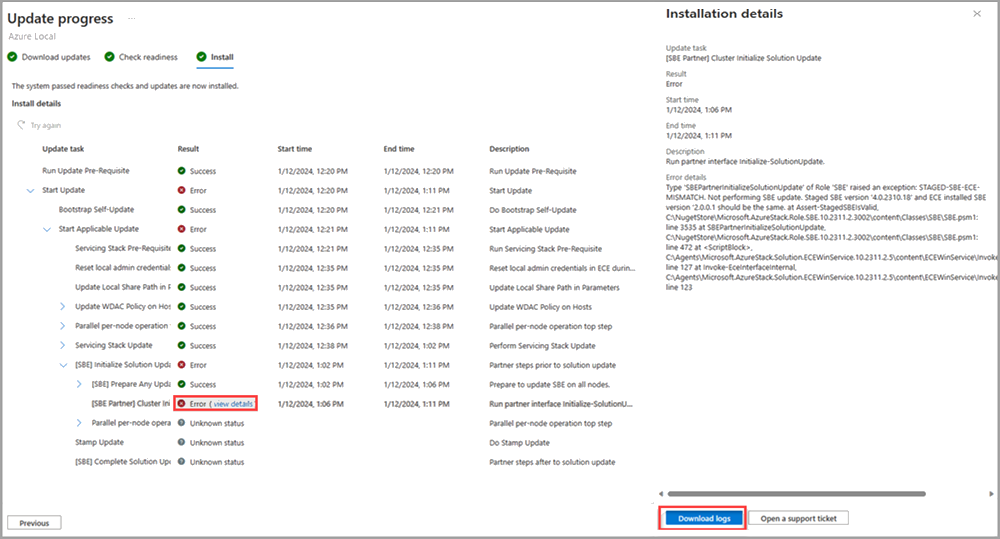 Update progress ...
Azure Local
Download updates
Check readiness
Install
The system passed readiness checks and updates are now installed.
Install details
Try again
Update task Result Start time End time Description
Run Update Pre-Requisite Success 1/12/2024, 12:20 PM 1/12/2024, 12:20 PM Run Update Pre-Requisite
Start Update Error 1/12/2024, 12:20 PM 1/12/2024, 1:11 PM Start Update
Bootstrap Self-Update Success 1/12/2024, 12:20 PM 1/12/2024, 12:21 PM Do Bootstrap Self-Update
Start Applicable Update Error 1/12/2024, 12:21 PM 1/12/2024, 1:11 PM Start Applicable Update
Servicing Stack Pre-Requisite Success 1/12/2024, 12:21 PM 1/12/2024, 12:35 PM Run Servicing Stack Pre-Requisite
Reset local admin credentials Success 1/12/2024, 12:35 PM 1/12/2024, 12:35 PM Reset local admin credentials in ECE durin...
Update Local Share Path in P Success 1/12/2024, 12:35 PM 1/12/2024, 12:35 PM Update Local Share Path in Parameters
Update WDAC Policy on Hos Success 1/12/2024, 12:35 PM 1/12/2024, 12:36 PM Update WDAC Policy on Hosts
Parallel per-node operation Success 1/12/2024, 12:36 PM 1/12/2024, 12:38 PM Parallel per-node operation top step
Servicing Stack Update Success 1/12/2024, 12:38 PM 1/12/2024, 1:02 PM Perform Servicing Stack Update
[SBE] Initialize Solution Upda Error 1/12/2024, 1:02 PM 1/12/2024, 1:11 PM Partner steps prior to solution update
[SBE] Prepare Any Upda Success 1/12/2024, 1:02 PM 1/12/2024, 1:06 PM Prepare to update SBE on all nodes.
[SBE Partner] Cluster Ini Error ( view details ) 1/12/2024, 1:06 PM 1/12/2024, 1:11 PM Run partner interface Initialize-SolutionU...
Parallel per-node opera Unknown status Parallel per-node operation top step
Stamp Update Unknown status Do Stamp Update
[SBE] Complete Solution Up Unknown status Partner steps after to solution update
Previous
Installation details
Update task
[SBE Partner] Cluster Initialize Solution Update
Result
Error
Start time
1/12/2024, 1:06 PM
End time
1/12/2024, 1:11 PM
Description
Run partner interface Initialize-SolutionUpdate.
Error details
Type 'SBEPartnerInitializeSolutionUpdate' of Role 'SBE' raised an exception: STAGED-SBE-ECE-
MISMATCH. Not performing SBE update. Staged SBE version '4.0.2310.18' and ECE installed SBE
version '2.0.0.1 should be the same. at Assert-StagedSBEIsValid,
C:\NugetStore\Microsoft.AzureStack.Role.SBE.10.2311.2.3002\content\Classes\SBE\SBE.psm1:
line 3535 at SBEPartnerInitializeSolutionUpdate,
C:\NugetStore\Microsoft.AzureStack.Role.SBE.10.2311.2.3002\content\Classes\SBE\SBE.psm1:
line 472 at <ScriptBlock>,
C:\Agents\Microsoft.AzureStack.Solution.ECEWinService.10.2311.2.5\content\ECEWinService\Invoke
line 127 at Invoke-EceInterfaceInternal,
C:\Agents\Microsoft.AzureStack.Solution.ECEWinService.10.2311.2.5\content\ECEWinService\Invoke
line 123
Download logs
Open a support ticket